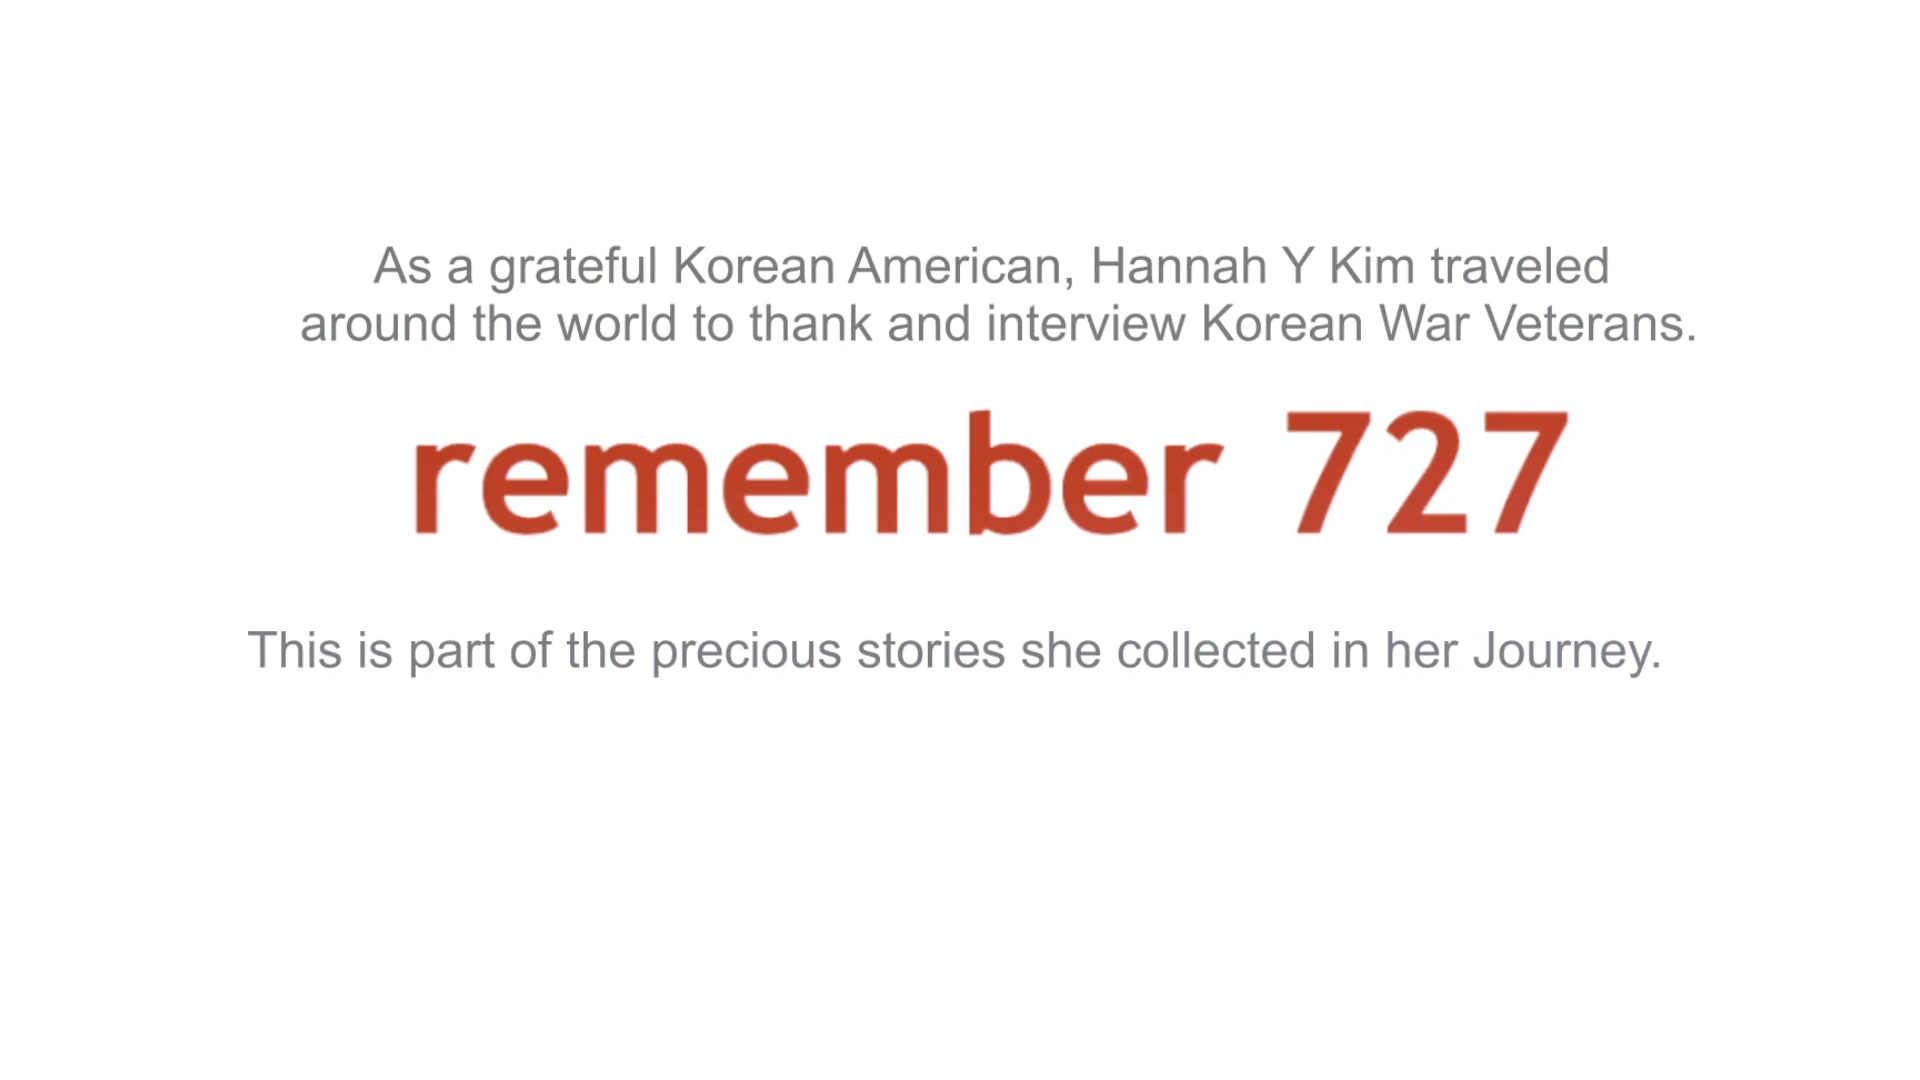 As a grateful Korean American, Hannah Y Kim traveled
around the world to thank and interview Korean War Veterans.
remember 727
This is part of the precious stories she collected in her Journey.